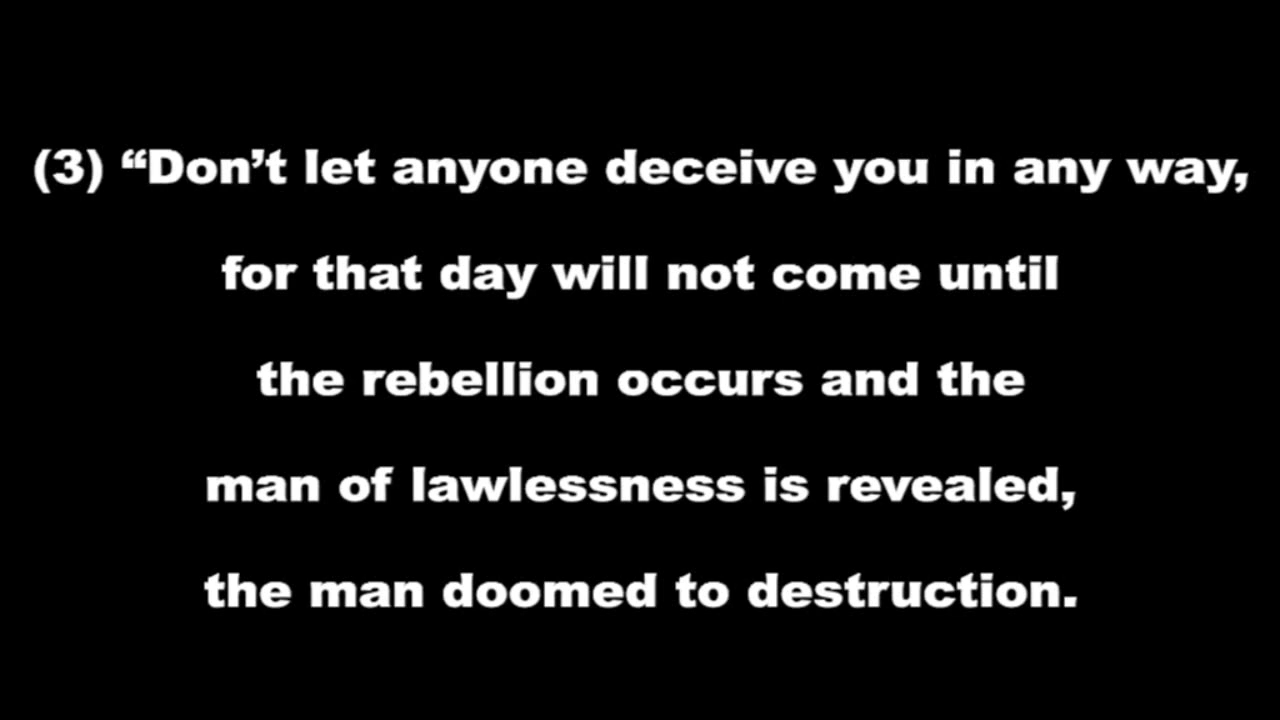 (3) “Don’t let anyone deceive you in any way,
for that day will not come until
the rebellion occurs and the
man of lawlessness is revealed,
the man doomed to destruction.